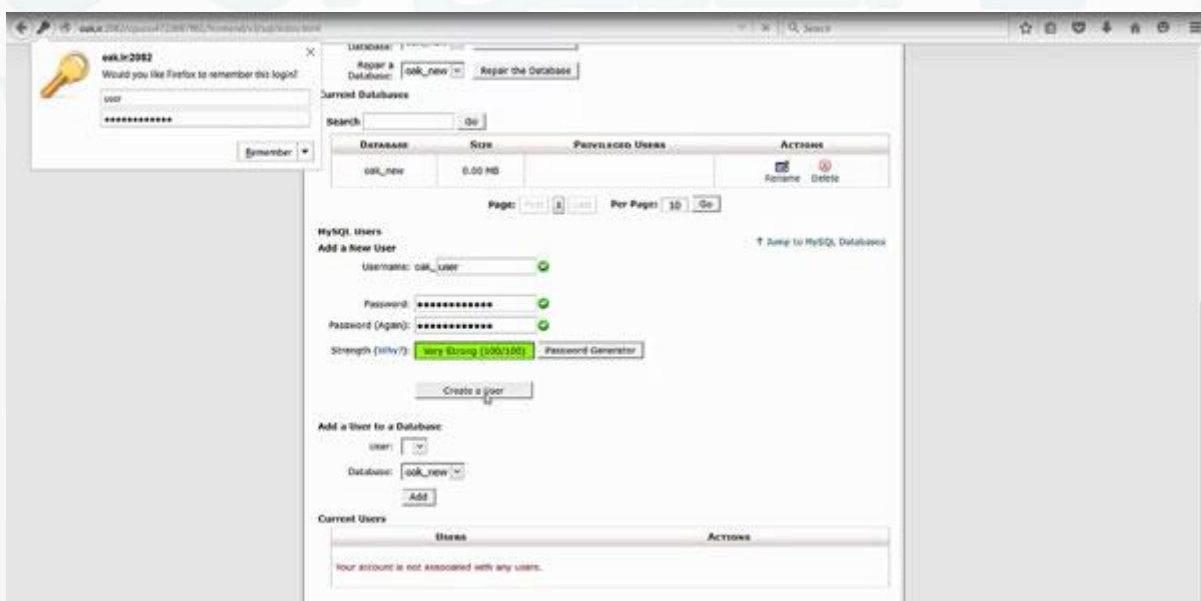 Search
oak.ir:2082
Would you like Firefox to remember this login?
user
************
Remember
Database:
Repair a Database: oak_new Repair the Database
Current Databases
Search Go
DATABASE SIZE PRIVILEGED USERS ACTIONS
oak_new 0.00 MB Rename Delete
Page: 1 Per Page: 10 Go
MySQL Users
↑ Jump to MySQL Databases
Add a New User
Username: oak_ user
Password: ************
Password (Again): ************
Strength (Why?): Very Strong (100/100) Password Generator
Create a User
Add a User to a Database
User:
Database: oak_new
Add
Current Users
USERS ACTIONS
Your account is not associated with any users.